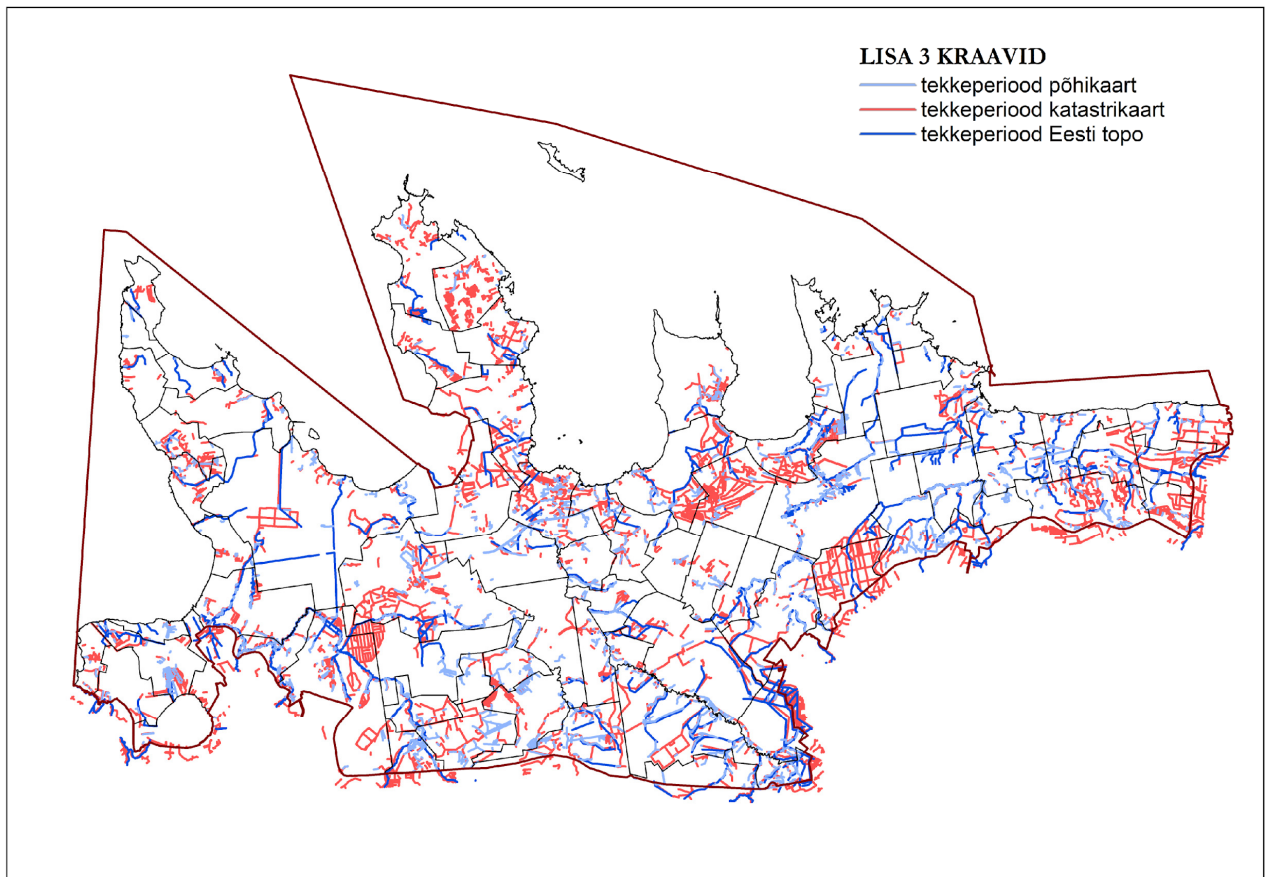 LISA 3 KRAAVID
tekkeperiood põhikaart
tekkeperiood katastrikaart
tekkeperiood Eesti topo